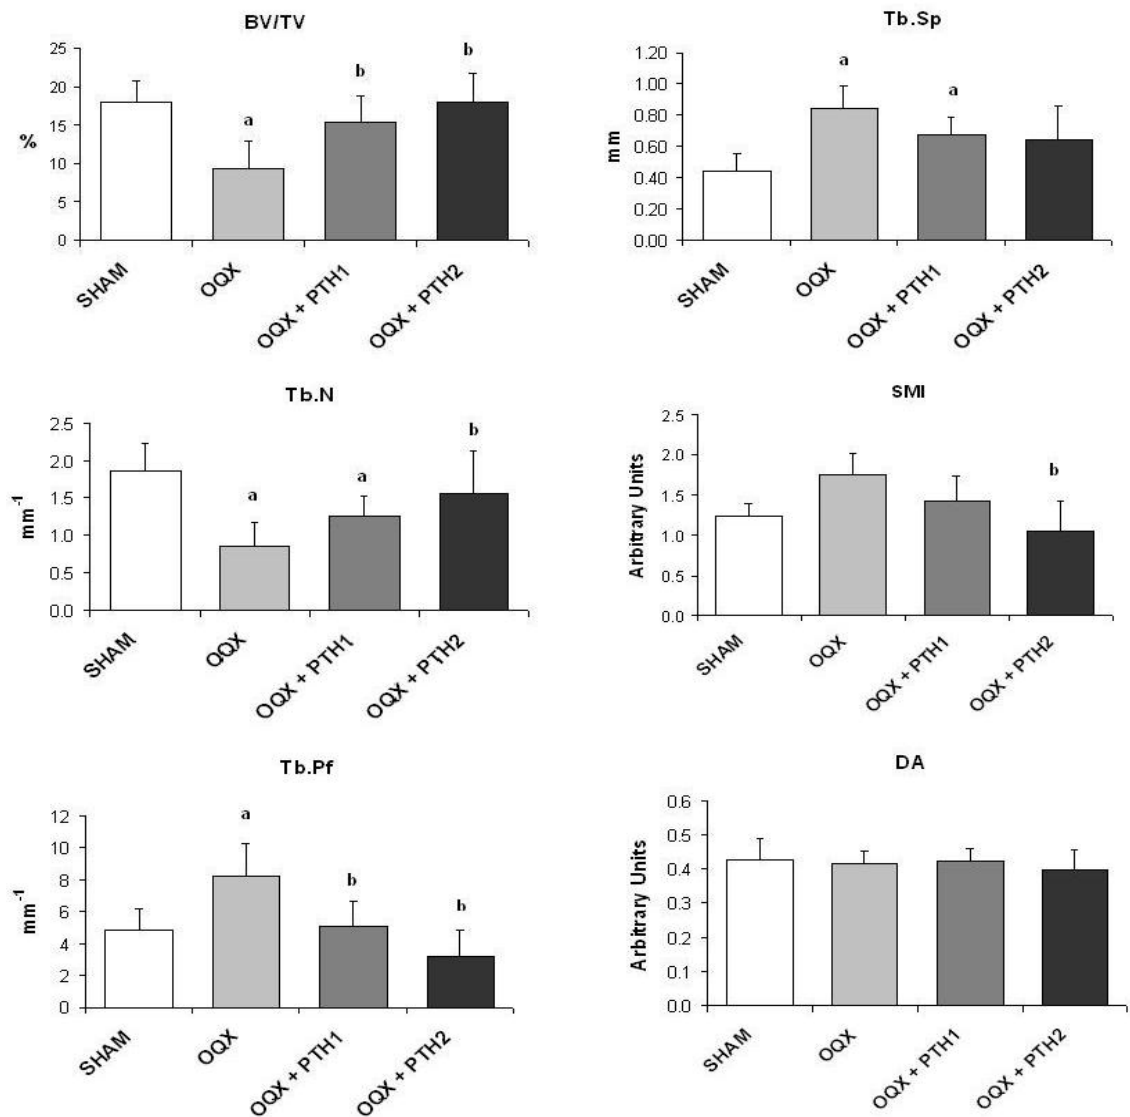 BV/TV
25
20
15
10
5
0
%
a
b
b
SHAM
OQX
OQX + PTH1
OQX + PTH2
Tb.Sp
1.20
1.00
0.80
0.60
0.40
0.20
0.00
mm
a
a
SHAM
OQX
OQX + PTH1
OQX + PTH2
Tb.N
2.5
2.0
1.5
1.0
0.5
0.0
mm⁻¹
a
a
b
SHAM
OQX
OQX + PTH1
OQX + PTH2
SMI
2.5
2.0
1.5
1.0
0.5
0.0
Arbitrary Units
b
SHAM
OQX
OQX + PTH1
OQX + PTH2
Tb.Pf
12
10
8
6
4
2
0
mm⁻¹
a
b
b
SHAM
OQX
OQX + PTH1
OQX + PTH2
DA
0.6
0.5
0.4
0.3
0.2
0.1
0.0
Arbitrary Units
SHAM
OQX
OQX + PTH1
OQX + PTH2